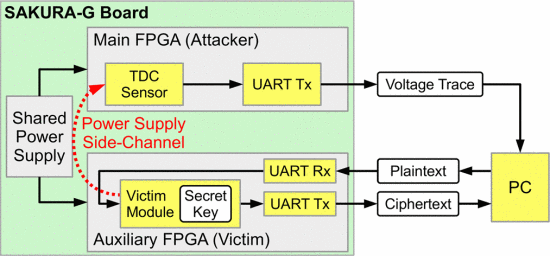 SAKURA-G Board
Main FPGA (Attacker)
TDC
Sensor
UART Tx
Voltage Trace
Shared
Power
Supply
Power Supply
Side-Channel
UART Rx
Plaintext
PC
Victim
Module
Secret
Key
UART Tx
Ciphertext
Auxiliary FPGA (Victim)